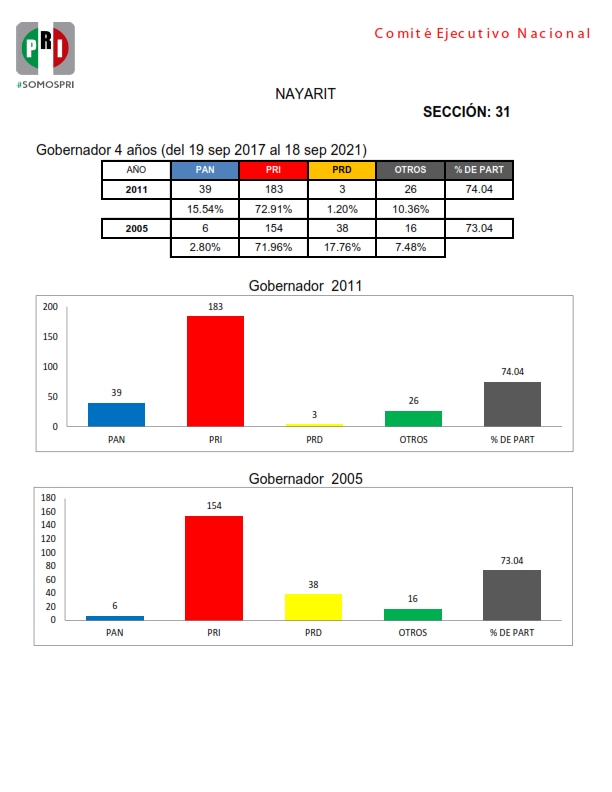 Comité Ejecutivo Nacional
PRI
#SOMOSPRI
NAYARIT
SECCIÓN: 31
Gobernador 4 años (del 19 sep 2017 al 18 sep 2021)
AÑO PAN PRI PRD OTROS % DE PART
2011 39 183 3 26 74.04
15.54% 72.91% 1.20% 10.36%
2005 6 154 38 16 73.04
2.80% 71.96% 17.76% 7.48%
Gobernador 2011
200
150
100
50
0
39
183
3
26
74.04
PAN PRI PRD OTROS % DE PART
Gobernador 2005
180
160
140
120
100
80
60
40
20
0
6
154
38
16
73.04
PAN PRI PRD OTROS % DE PART